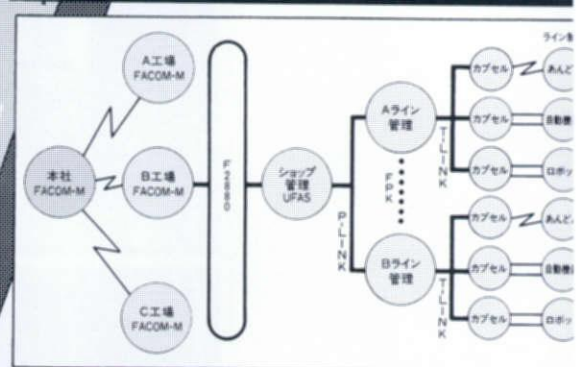 本社
FACOM-M
A工場
FACOM-M
B工場
FACOM-M
C工場
FACOM-M
F2880
ショップ
管理
UFAS
P-LINK
Aライン
管理
FPK
Bライン
管理
T-LINK
カプセル
カプセル
カプセル
T-LINK
カプセル
カプセル
カプセル
ライン各
あんど
自動機
ロボッ
あんど
自動機
ロボッ